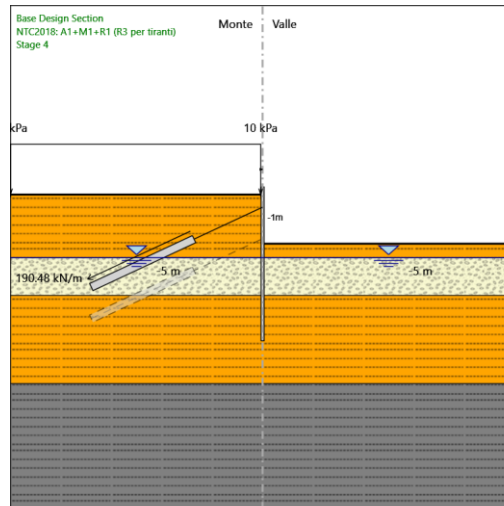 Base Design Section
NTC2018: A1+M1+R1 (R3 per tiranti)
Stage 4
Monte
Valle
kPa
10 kPa
-1m
190.48 kN/m
-5 m
-5 m